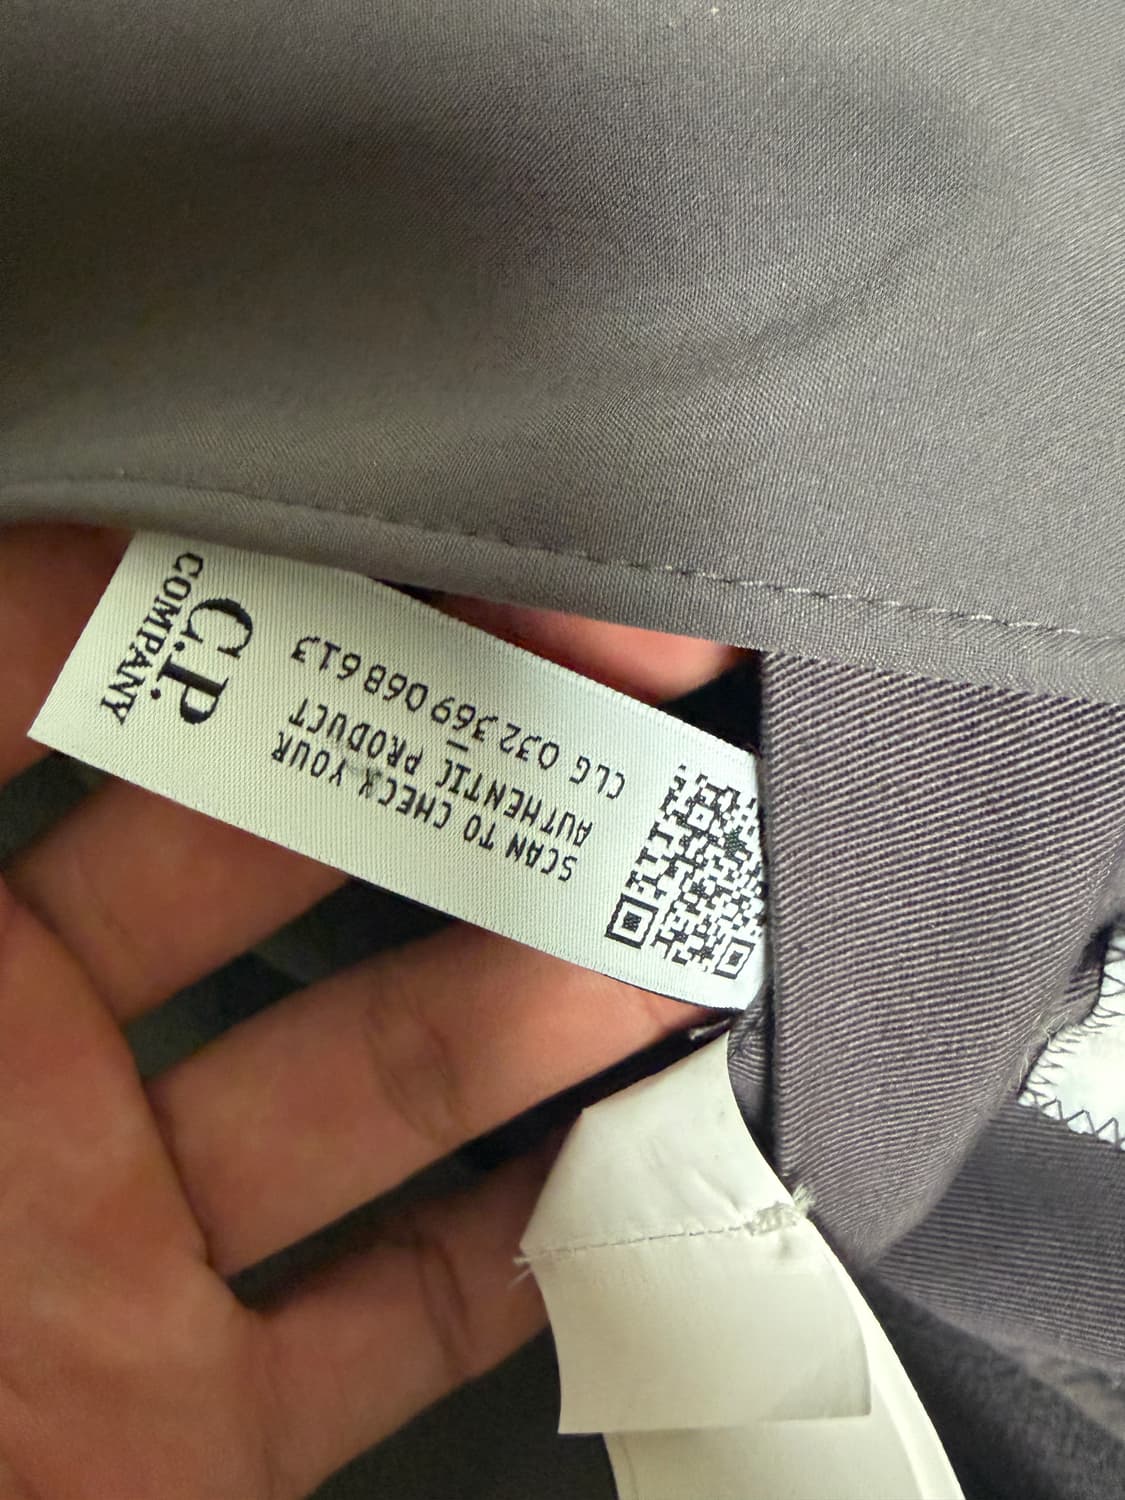 C.P.
COMPANY
SCAN TO CHECK YOUR
AUTHENTIC PRODUCT
CLG 032 369 068 613